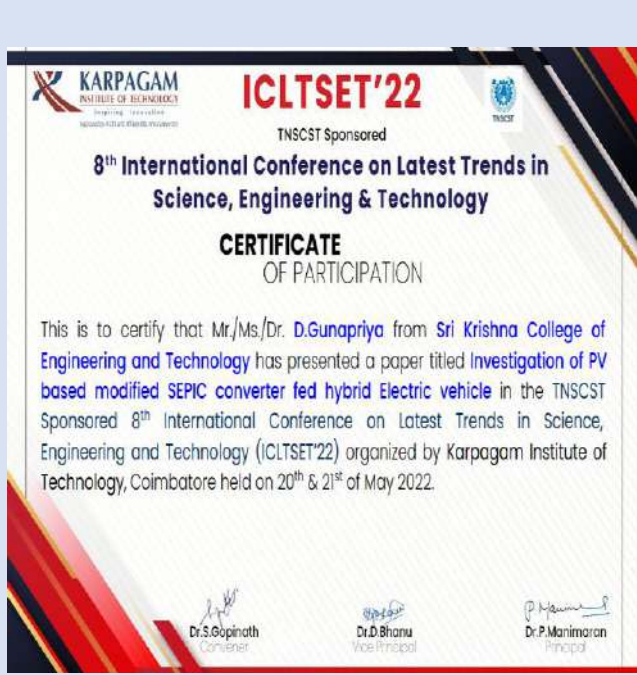 KARPAGAM
INSTITUTE OF TECHNOLOGY
Inspiring Innovation
ICLTSET'22
TNSCST
TNSCST Sponsored
8th International Conference on Latest Trends in
Science, Engineering & Technology
CERTIFICATE
OF PARTICIPATION
This is to certify that Mr./Ms./Dr. D.Gunapriya from Sri Krishna College of
Engineering and Technology has presented a paper titled Investigation of PV
based modified SEPIC converter fed hybrid Electric vehicle in the TNSCST
Sponsored 8th International Conference on Latest Trends in Science,
Engineering and Technology (ICLTSET'22) organized by Karpagam Institute of
Technology, Coimbatore held on 20th & 21st of May 2022.
Dr.S.Gopinath
Convener
Dr.D.Bhanu
Vice Principal
P. Manim
Dr.P.Manimaran
Principal